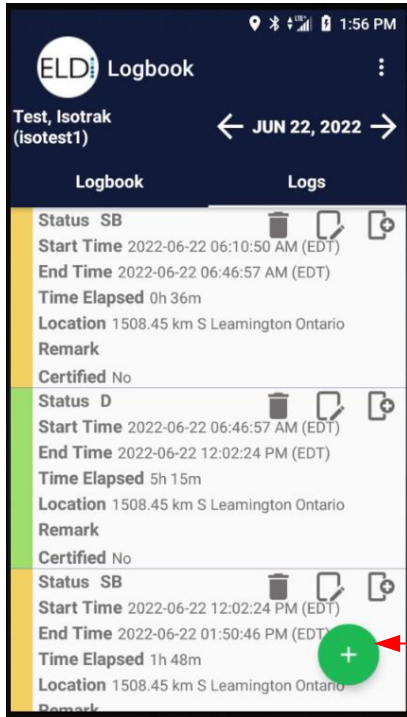 1:56 PM
ELDi Logbook
Test, Isotrak
(isotest1)
JUN 22, 2022
Logbook Logs
Status SB
Start Time 2022-06-22 06:10:50 AM (EDT)
End Time 2022-06-22 06:46:57 AM (EDT)
Time Elapsed 0h 36m
Location 1508.45 km S Leamington Ontario
Remark
Certified No
Status D
Start Time 2022-06-22 06:46:57 AM (EDT)
End Time 2022-06-22 12:02:24 PM (EDT)
Time Elapsed 5h 15m
Location 1508.45 km S Leamington Ontario
Remark
Certified No
Status SB
Start Time 2022-06-22 12:02:24 PM (EDT)
End Time 2022-06-22 01:50:46 PM (EDT)
Time Elapsed 1h 48m
Location 1508.45 km S Leamington Ontario
Remark